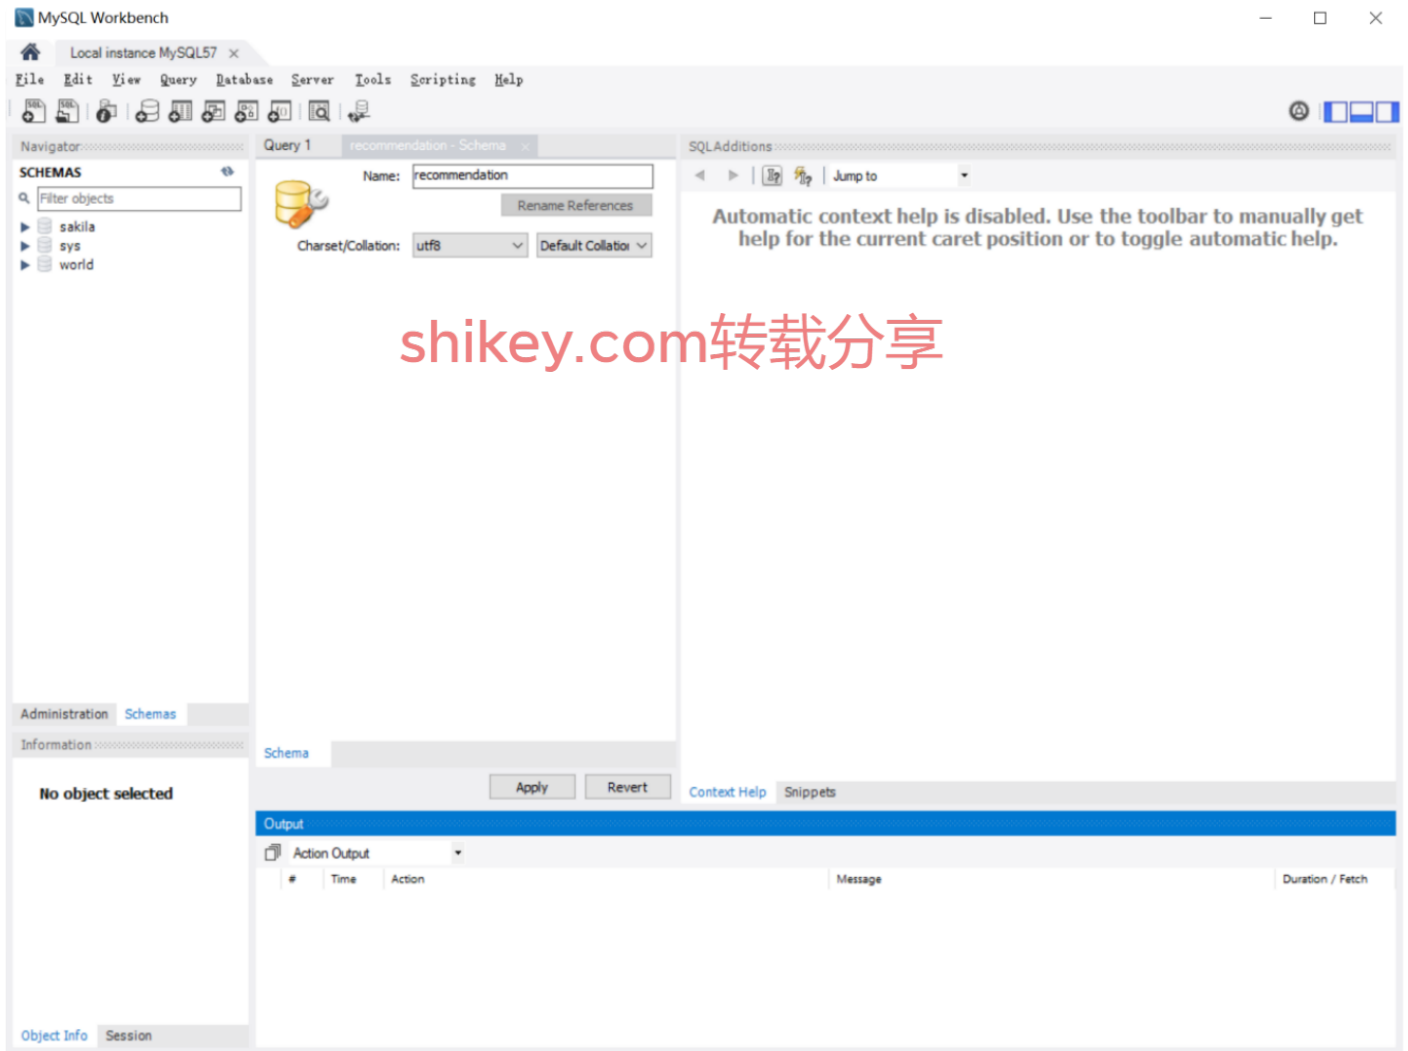 MySQL Workbench
Local instance MySQL57
File Edit View Query Database Server Tools Scripting Help
Navigator
SCHEMAS
Filter objects
sakila
sys
world
Administration Schemas
Information
No object selected
Object Info Session
Query 1 recommendation - Schema
Name: recommendation
Rename References
Charset/Collation: utf8 Default Collation
Schema
Apply Revert
SQLAdditions
Jump to
Automatic context help is disabled. Use the toolbar to manually get
help for the current caret position or to toggle automatic help.
shikey.com转载分享
Context Help Snippets
Output
Action Output
# Time Action Message Duration / Fetch